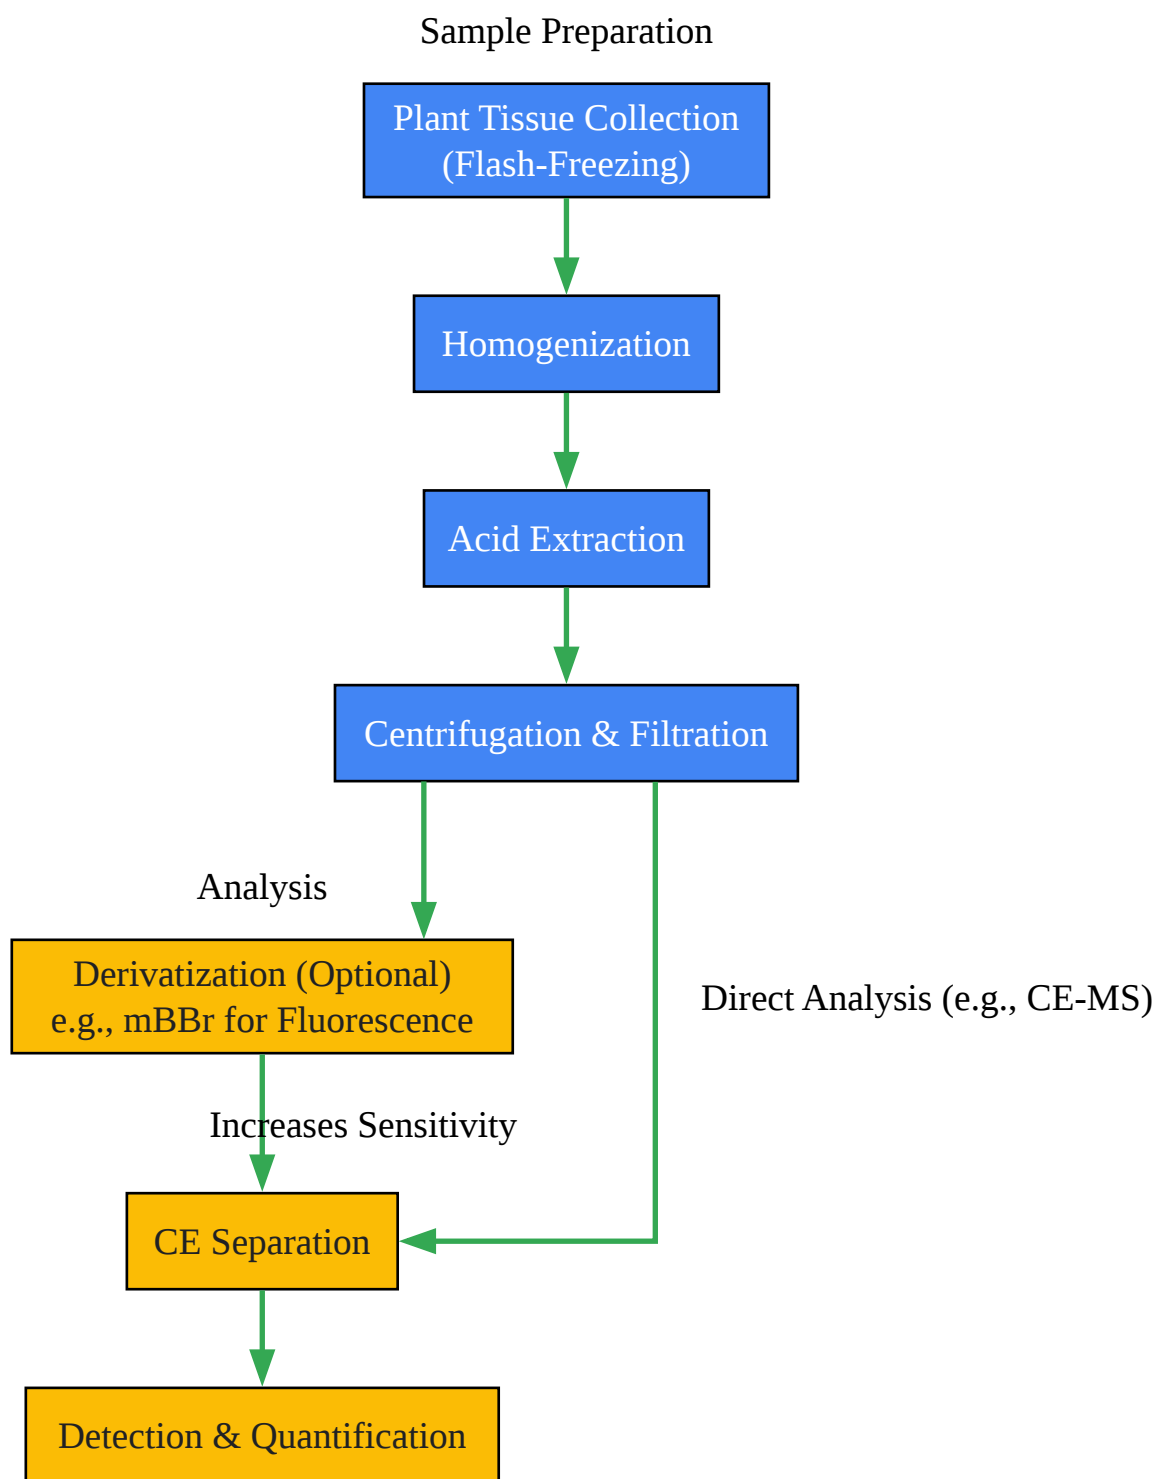 Sample Preparation
Plant Tissue Collection
(Flash-Freezing)
Homogenization
Acid Extraction
Centrifugation & Filtration
Analysis
Derivatization (Optional)
e.g., mBBr for Fluorescence
Direct Analysis (e.g., CE-MS)
Increases Sensitivity
CE Separation
Detection & Quantification